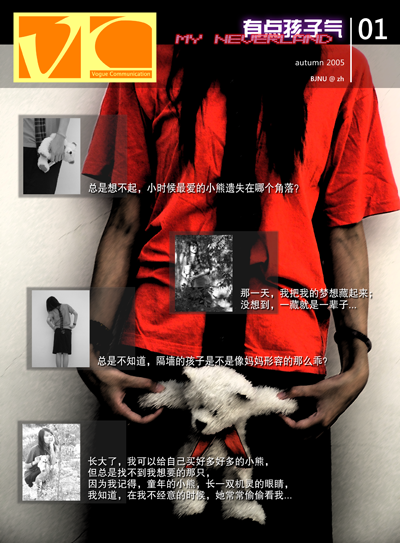 VC
Vogue Communication
有点孩子气
MY NEVERLAND
01
autumn 2005
BJNU @ zh
总是想不起，小时候最爱的小熊遗失在哪个角落?
那一天，我把我的梦想藏起来；
没想到，一藏就是一辈子...
总是不知道，隔墙的孩子是不是像妈妈形容的那么乖?
长大了，我可以给自己买好多好多的小熊，
但总是找不到我想要的那只，
因为我记得，童年的小熊，长一双机灵的眼睛，
我知道，在我不经意的时候，她常常偷偷看我...